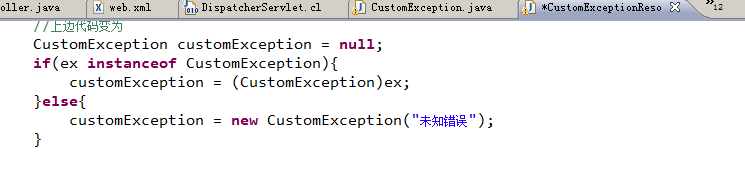 oller.java web.xml DispatcherServlet.cl CustomException.java *CustomExceptionReso 12
//上边代码变为
CustomException customException = null;
if(ex instanceof CustomException){
customException = (CustomException)ex;
}else{
customException = new CustomException("未知错误");
}